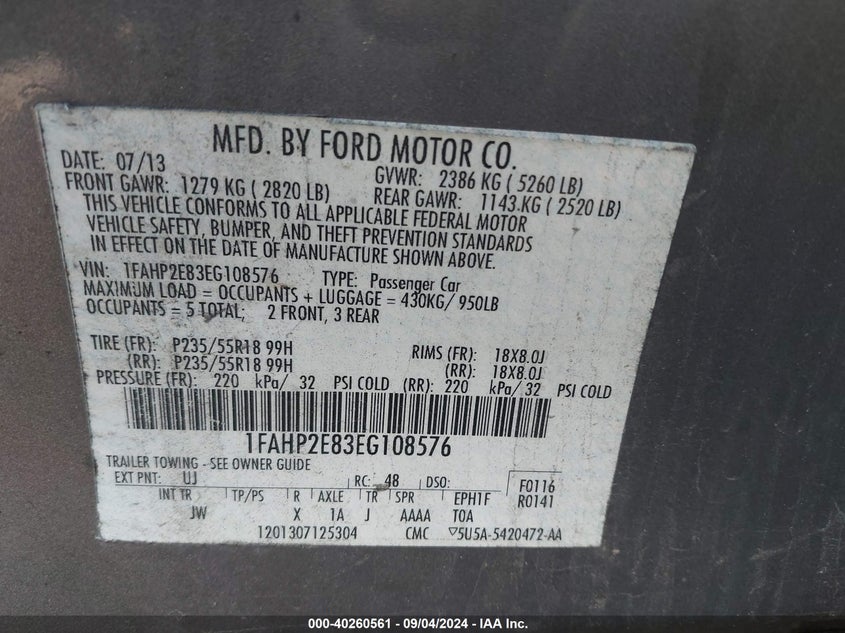 MFD. BY FORD MOTOR CO.
DATE: 07/13 GVWR: 2386 KG ( 5260 LB)
FRONT GAWR: 1279 KG ( 2820 LB) REAR GAWR: 1143.KG ( 2520 LB)
THIS VEHICLE CONFORMS TO ALL APPLICABLE FEDERAL MOTOR
VEHICLE SAFETY, BUMPER, AND THEFT PREVENTION STANDARDS
IN EFFECT ON THE DATE OF MANUFACTURE SHOWN ABOVE.
VIN: 1FAHP2E83EG108576 TYPE: Passenger Car
MAXIMUM LOAD = OCCUPANTS + LUGGAGE = 430KG/ 950LB
OCCUPANTS = 5 TOTAL; 2 FRONT, 3 REAR
TIRE (FR): P235/55R18 99H RIMS (FR): 18X8.0J
(RR): P235/55R18 99H (RR): 18X8.0J
PRESSURE (FR): 220 kPa/ 32 PSI COLD (RR): 220 kPa/ 32 PSI COLD
1FAHP2E83EG108576
TRAILER TOWING - SEE OWNER GUIDE
EXT PNT: UJ RC: 48 DSO: F0116
INT TR TP/PS R AXLE TR SPR EPH1F R0141
JW X 1A J AAAA TOA
1201307125304 CMC ▽5U5A-5420472-AA
000-40260561 - 09/04/2024 - IAA Inc.